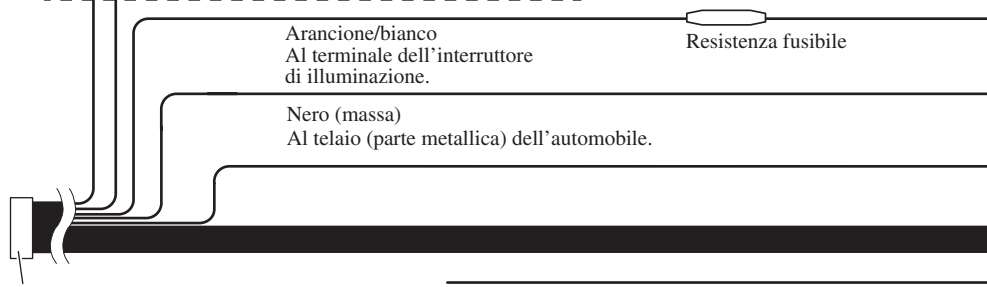 Arancione/bianco
Al terminale dell’interruttore
di illuminazione.
Resistenza fusibile
Nero (massa)
Al telaio (parte metallica) dell’automobile.